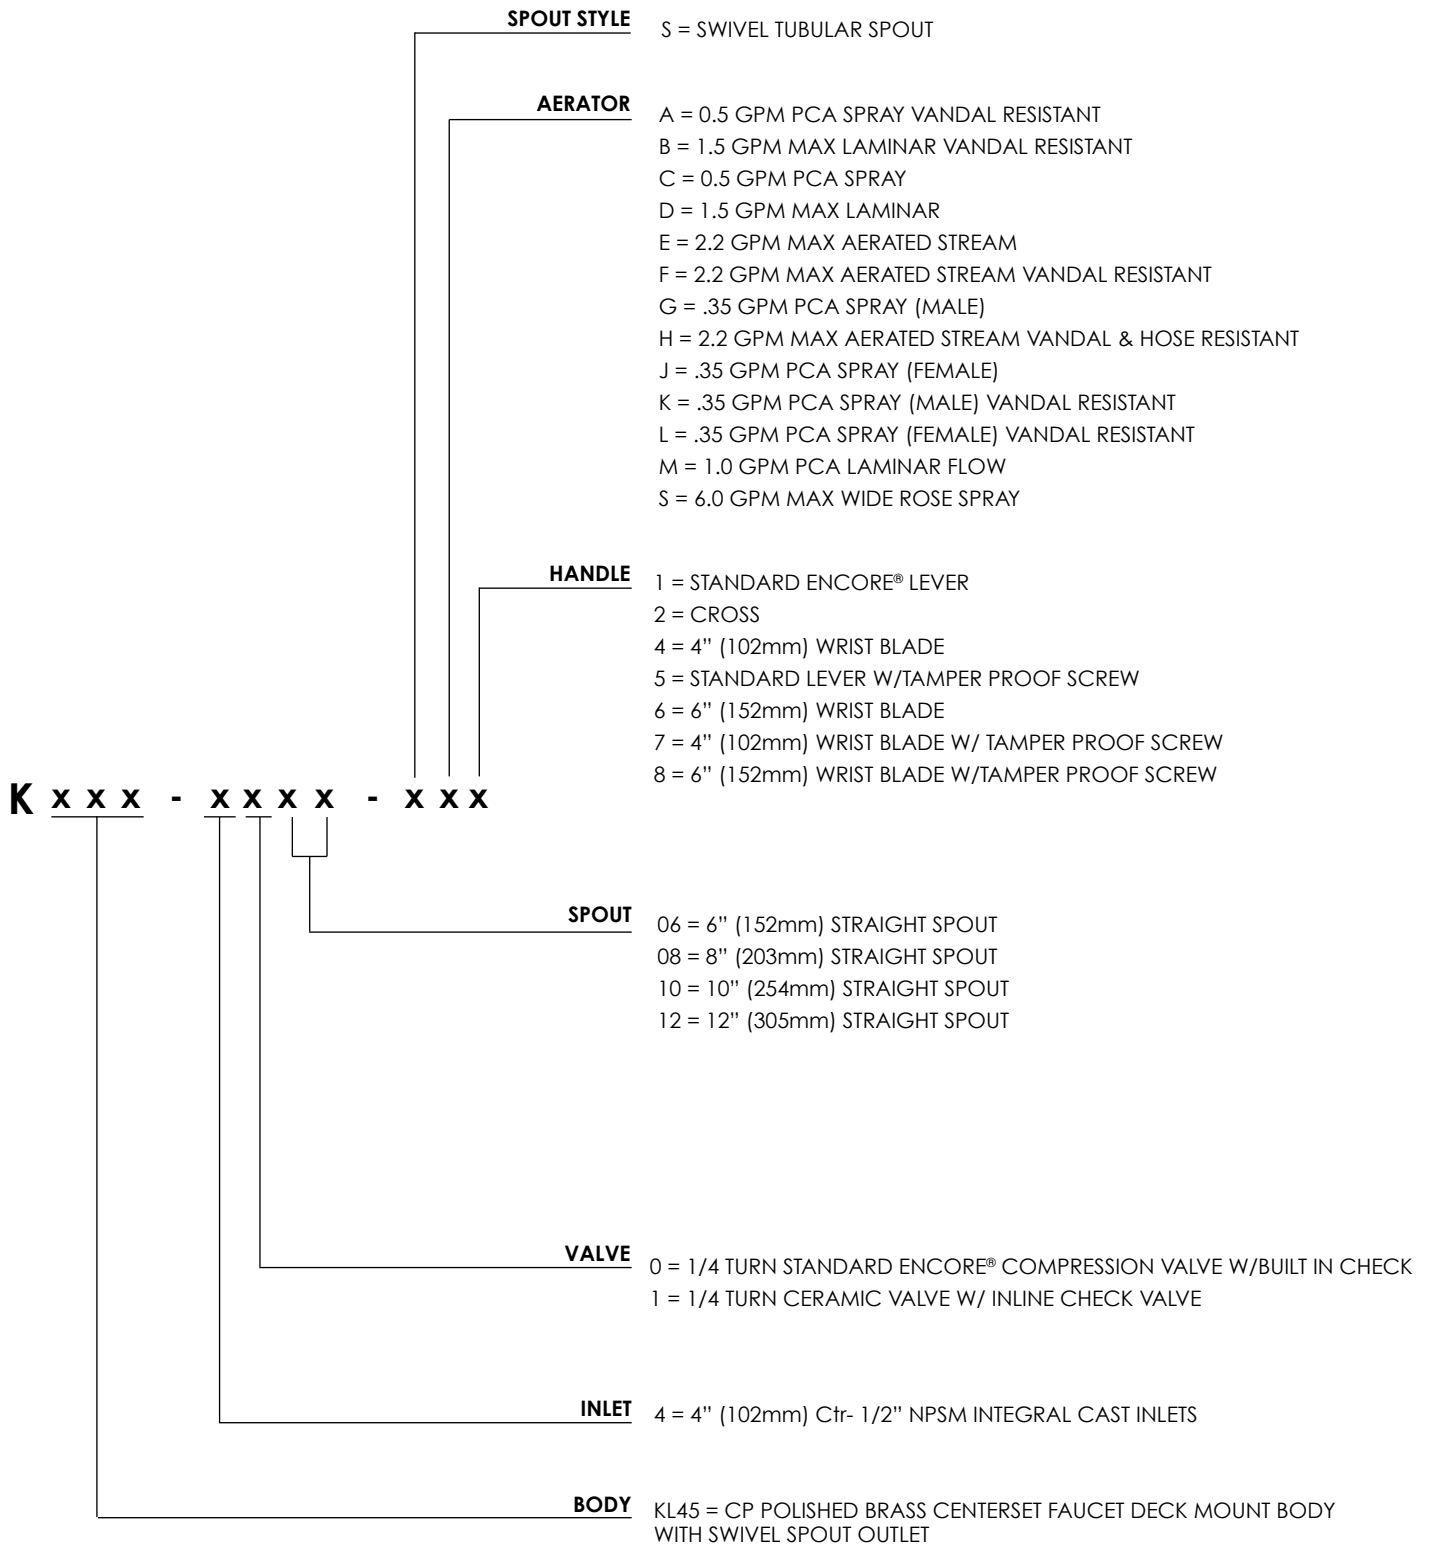 SPOUT STYLE
S = SWIVEL TUBULAR SPOUT
AERATOR
A = 0.5 GPM PCA SPRAY VANDAL RESISTANT
B = 1.5 GPM MAX LAMINAR VANDAL RESISTANT
C = 0.5 GPM PCA SPRAY
D = 1.5 GPM MAX LAMINAR
E = 2.2 GPM MAX AERATED STREAM
F = 2.2 GPM MAX AERATED STREAM VANDAL RESISTANT
G = .35 GPM PCA SPRAY (MALE)
H = 2.2 GPM MAX AERATED STREAM VANDAL & HOSE RESISTANT
J = .35 GPM PCA SPRAY (FEMALE)
K = .35 GPM PCA SPRAY (MALE) VANDAL RESISTANT
L = .35 GPM PCA SPRAY (FEMALE) VANDAL RESISTANT
M = 1.0 GPM PCA LAMINAR FLOW
S = 6.0 GPM MAX WIDE ROSE SPRAY
HANDLE
1 = STANDARD ENCORE® LEVER
2 = CROSS
4 = 4” (102mm) WRIST BLADE
5 = STANDARD LEVER W/TAMPER PROOF SCREW
6 = 6” (152mm) WRIST BLADE
7 = 4” (102mm) WRIST BLADE W/ TAMPER PROOF SCREW
8 = 6” (152mm) WRIST BLADE W/TAMPER PROOF SCREW
K x x x - x x x x - x x x
SPOUT
06 = 6” (152mm) STRAIGHT SPOUT
08 = 8” (203mm) STRAIGHT SPOUT
10 = 10” (254mm) STRAIGHT SPOUT
12 = 12” (305mm) STRAIGHT SPOUT
VALVE
0 = 1/4 TURN STANDARD ENCORE® COMPRESSION VALVE W/BUILT IN CHECK
1 = 1/4 TURN CERAMIC VALVE W/ INLINE CHECK VALVE
INLET
4 = 4” (102mm) Ctr- 1/2” NPSM INTEGRAL CAST INLETS
BODY
KL45 = CP POLISHED BRASS CENTERSET FAUCET DECK MOUNT BODY
WITH SWIVEL SPOUT OUTLET